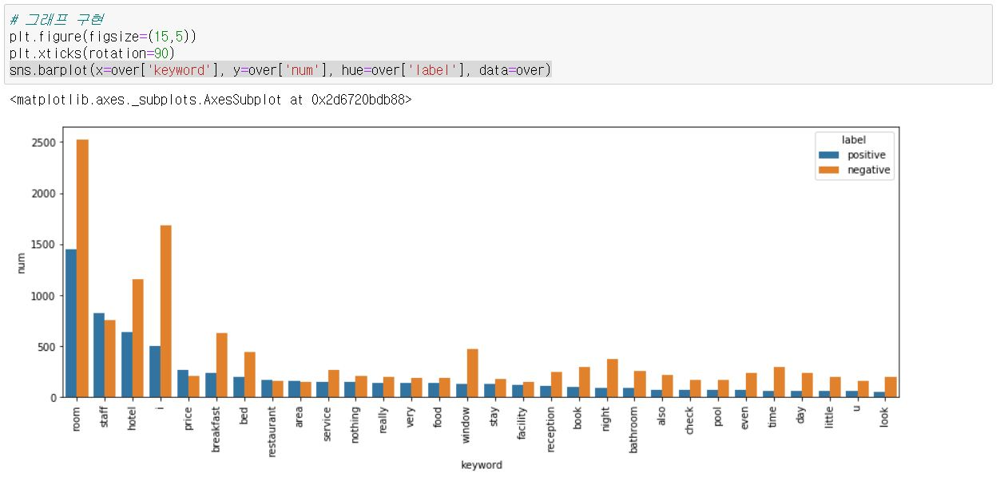 # 그래프 구현
plt.figure(figsize=(15,5))
plt.xticks(rotation=90)
sns.barplot(x=over['keyword'], y=over['num'], hue=over['label'], data=over)
<matplotlib.axes._subplots.AxesSubplot at 0x2d6720bdb88>
label
positive
negative
2500
2000
1500
1000
500
0
num
room staff hotel i price breakfast bed restaurant area service nothing really very food window stay facility reception book night bathroom also check pool even time day little u look
keyword